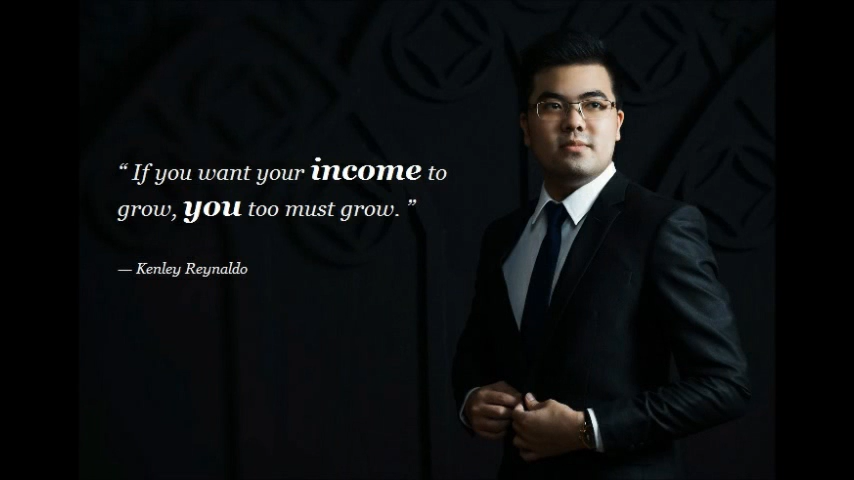 “ If you want your income to
grow, you too must grow. ”
— Kenley Reynaldo